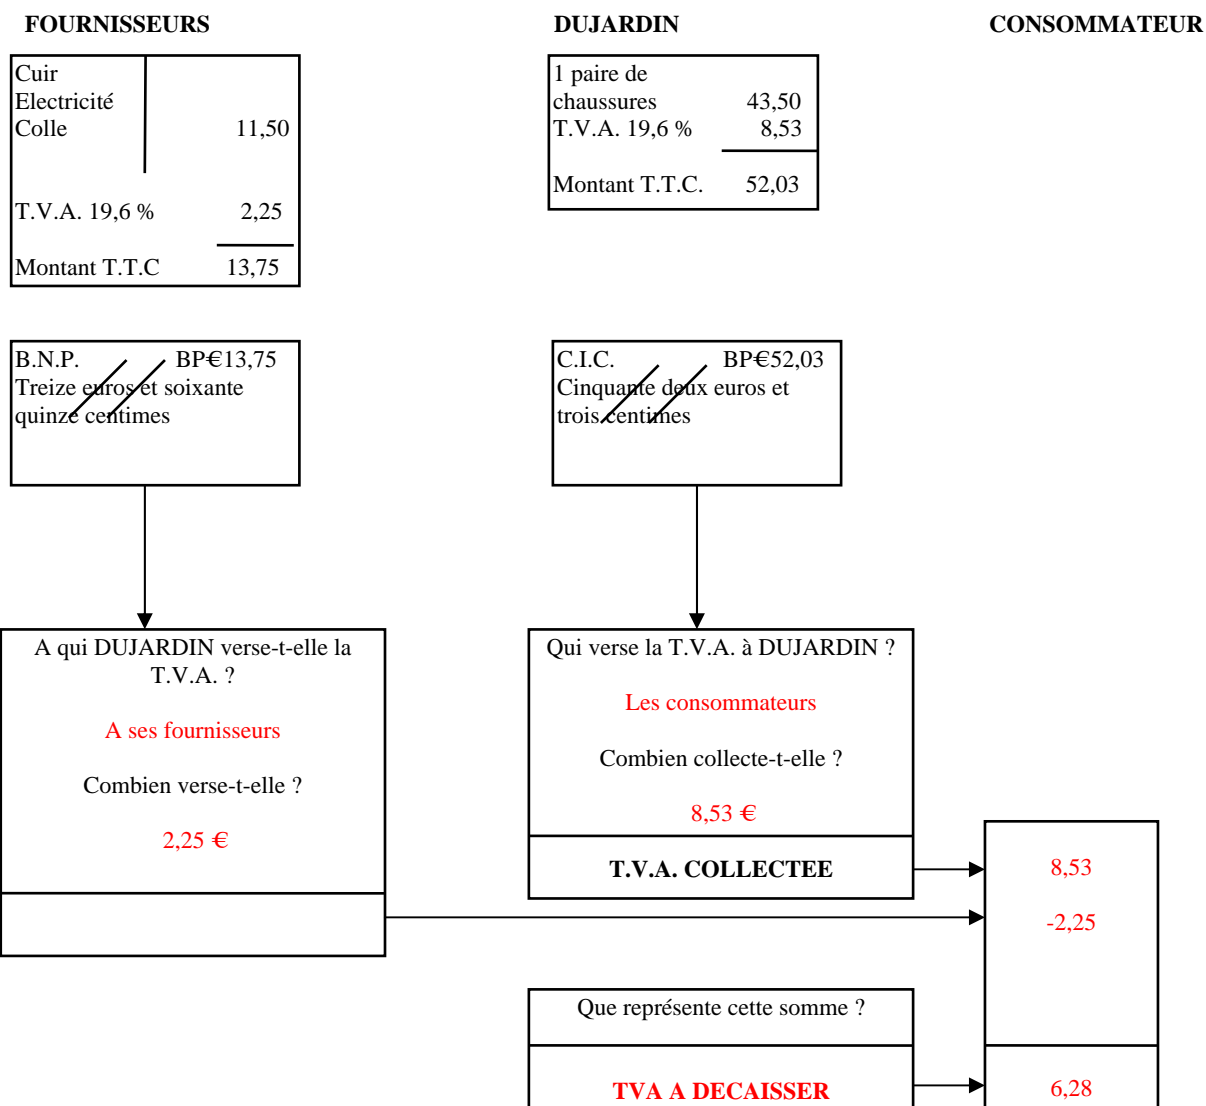 FOURNISSEURS DUJARDIN CONSOMMATEUR
Cuir
Electricité
Colle 11,50
T.V.A. 19,6 % 2,25
Montant T.T.C 13,75
1 paire de
chaussures 43,50
T.V.A. 19,6 % 8,53
Montant T.T.C. 52,03
B.N.P. BP€13,75
Treize euros et soixante
quinze centimes
C.I.C. BP€52,03
Cinquante deux euros et
trois centimes
A qui DUJARDIN verse-t-elle la
T.V.A. ?
A ses fournisseurs
Combien verse-t-elle ?
2,25 €
Qui verse la T.V.A. à DUJARDIN ?
Les consommateurs
Combien collecte-t-elle ?
8,53 €
T.V.A. COLLECTEE
8,53
-2,25
Que représente cette somme ?
TVA A DECAISSER
6,28